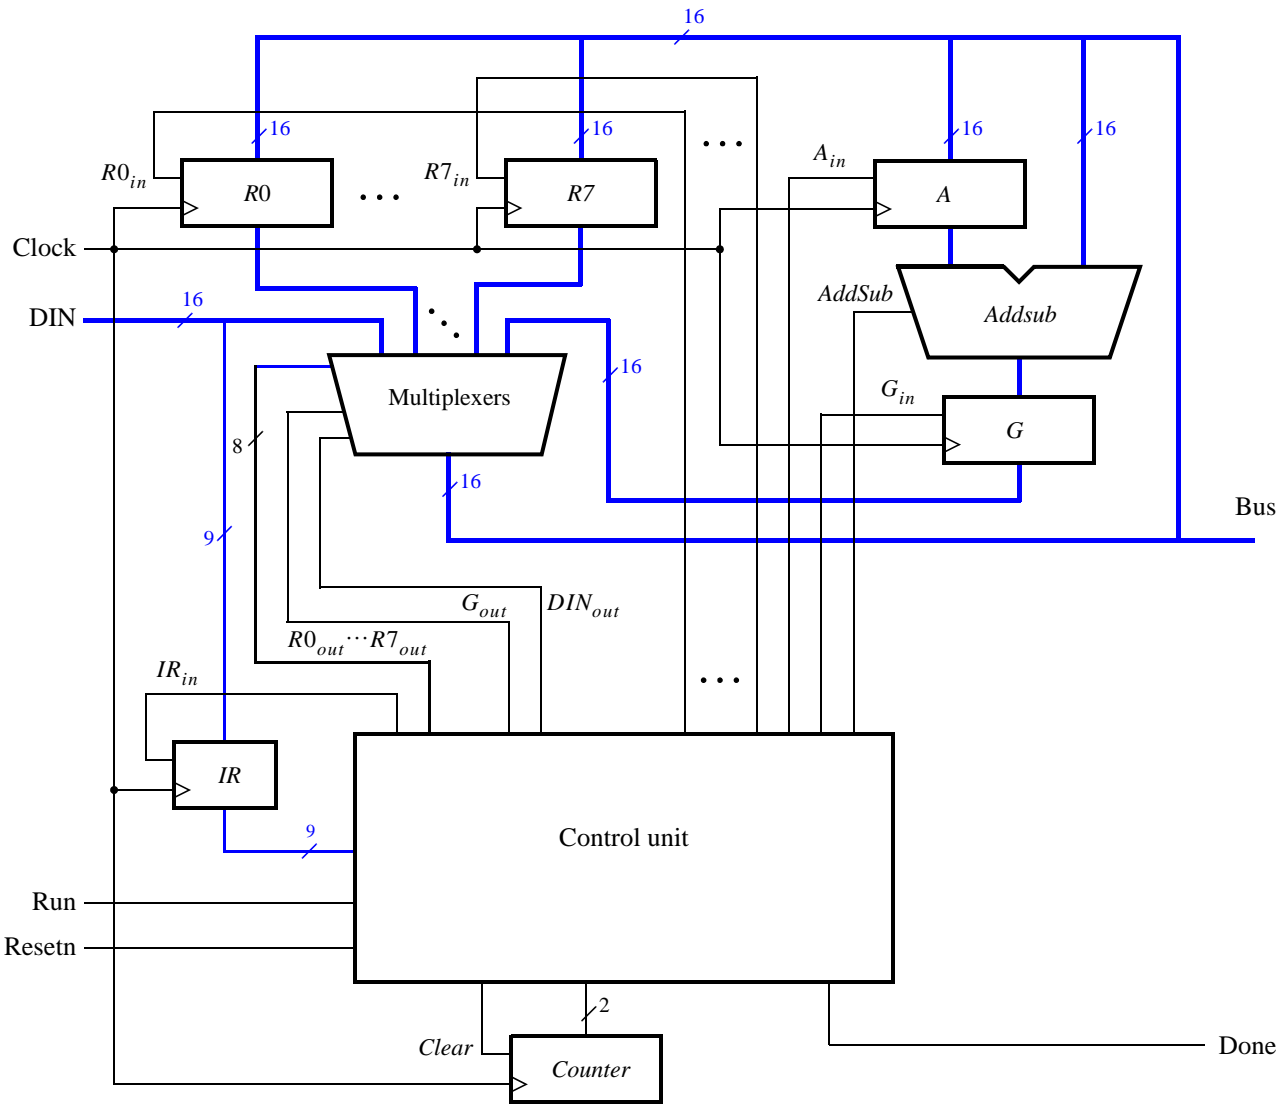 16
16
16
16
16
R0in
R0
R7in
R7
Ain
A
Clock
DIN
16
AddSub
Addsub
Multiplexers
16
Gin
G
8
16
Bus
9
Gout
DINout
R0out⋯R7out
IRin
IR
9
Control unit
Run
Resetn
2
Clear
Counter
Done